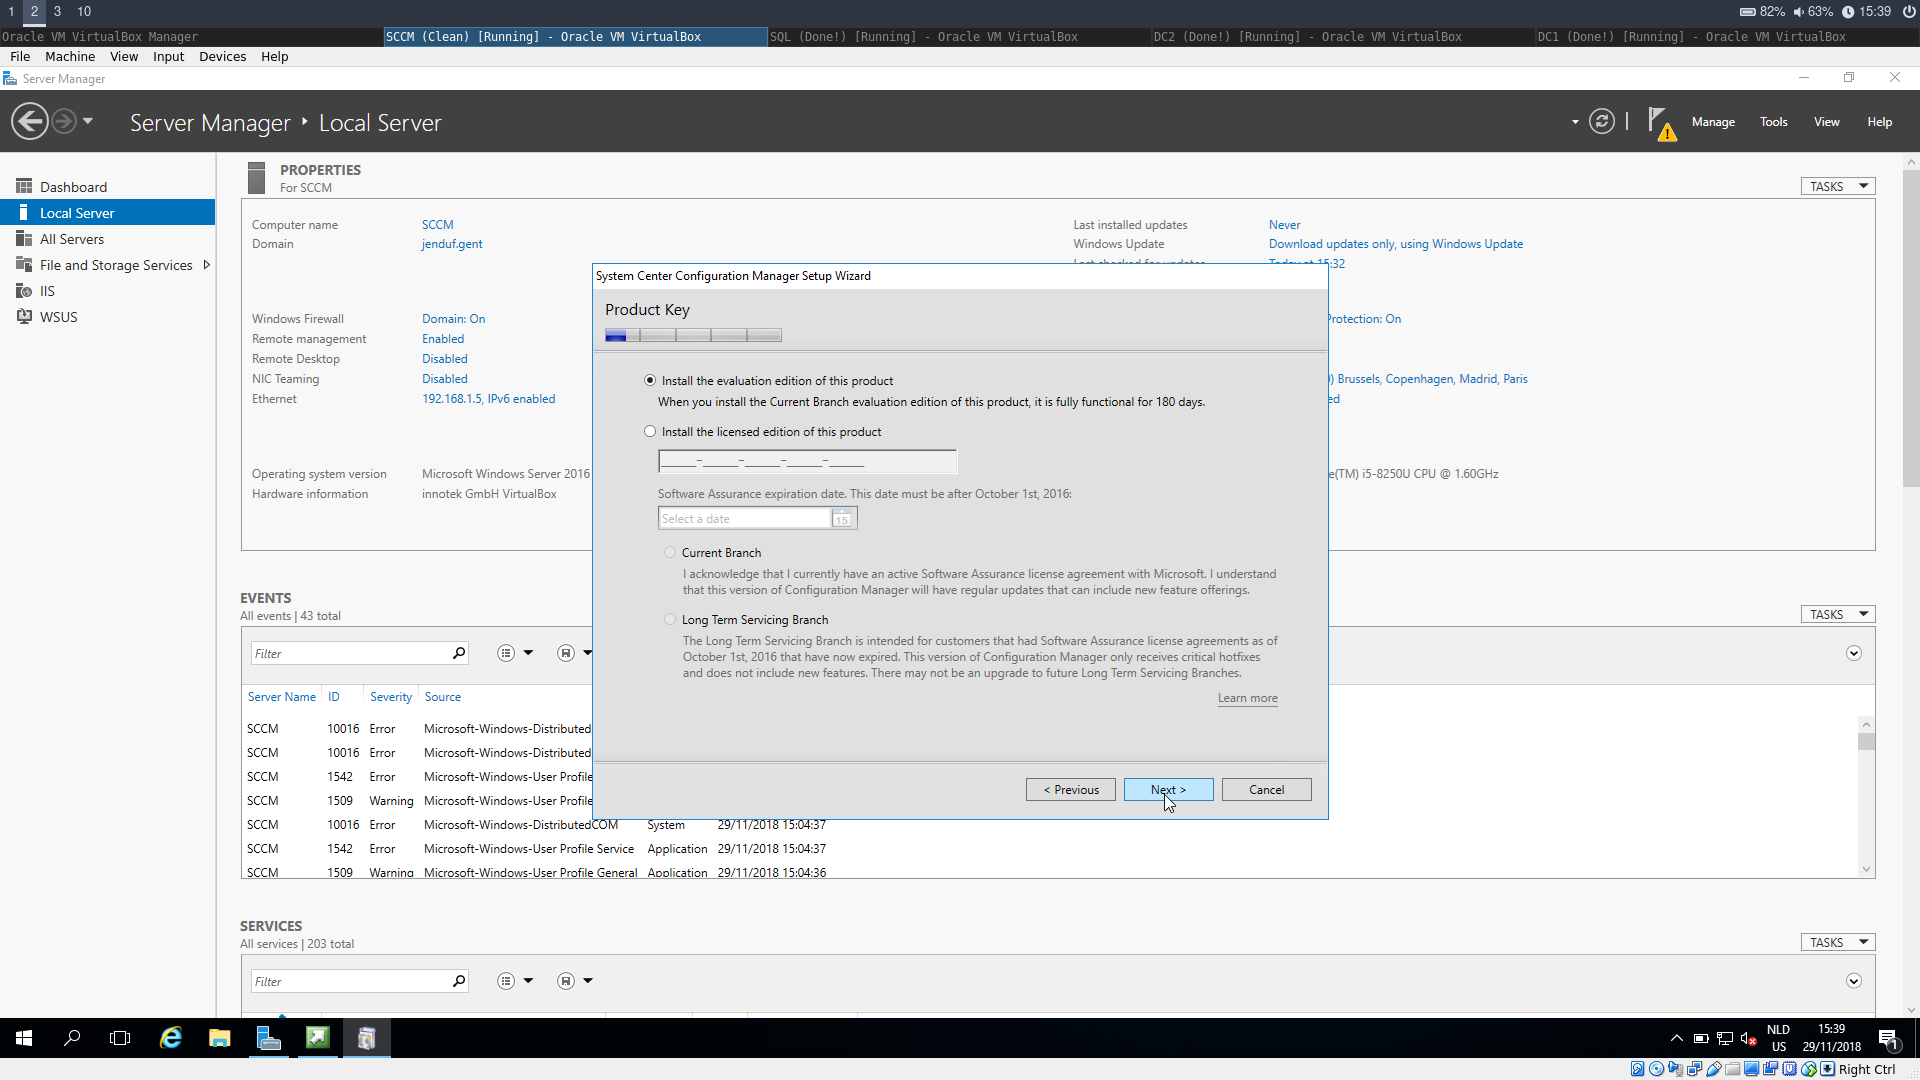 1 2 3 10
82% 63% 15:39
Oracle VM VirtualBox Manager
SCCM (Clean) [Running] - Oracle VM VirtualBox
SQL (Done!) [Running] - Oracle VM VirtualBox
DC2 (Done!) [Running] - Oracle VM VirtualBox
DC1 (Done!) [Running] - Oracle VM VirtualBox
File Machine View Input Devices Help
Server Manager
Server Manager ‣ Local Server
Manage Tools View Help
Dashboard
Local Server
All Servers
File and Storage Services
IIS
WSUS
PROPERTIES
For SCCM
TASKS
Computer name SCCM
Domain jenduf.gent
Last installed updates Never
Windows Update Download updates only, using Windows Update
Windows Firewall Domain: On
Remote management Enabled
Remote Desktop Disabled
NIC Teaming Disabled
Ethernet 192.168.1.5, IPv6 enabled
Protection: On
Brussels, Copenhagen, Madrid, Paris
Operating system version Microsoft Windows Server 2016
Hardware information innotek GmbH VirtualBox
(TM) i5-8250U CPU @ 1.60GHz
System Center Configuration Manager Setup Wizard
Product Key
Install the evaluation edition of this product
When you install the Current Branch evaluation edition of this product, it is fully functional for 180 days.
Install the licensed edition of this product
_____-_____-_____-_____-_____
Software Assurance expiration date. This date must be after October 1st, 2016:
Select a date 15
Current Branch
I acknowledge that I currently have an active Software Assurance license agreement with Microsoft. I understand
that this version of Configuration Manager will have regular updates that can include new feature offerings.
Long Term Servicing Branch
The Long Term Servicing Branch is intended for customers that had Software Assurance license agreements as of
October 1st, 2016 that have now expired. This version of Configuration Manager only receives critical hotfixes
and does not include new features. There may not be an upgrade to future Long Term Servicing Branches.
Learn more
< Previous Next > Cancel
EVENTS
All events | 43 total
TASKS
Filter
Server Name ID Severity Source
SCCM 10016 Error Microsoft-Windows-Distributed
SCCM 10016 Error Microsoft-Windows-Distributed
SCCM 1542 Error Microsoft-Windows-User Profile
SCCM 1509 Warning Microsoft-Windows-User Profile
SCCM 10016 Error Microsoft-Windows-DistributedCOM System 29/11/2018 15:04:37
SCCM 1542 Error Microsoft-Windows-User Profile Service Application 29/11/2018 15:04:37
SCCM 1509 Warning Microsoft-Windows-User Profile General Application 29/11/2018 15:04:36
SERVICES
All services | 203 total
TASKS
Filter
NLD
US
15:39
29/11/2018
1
Right Ctrl